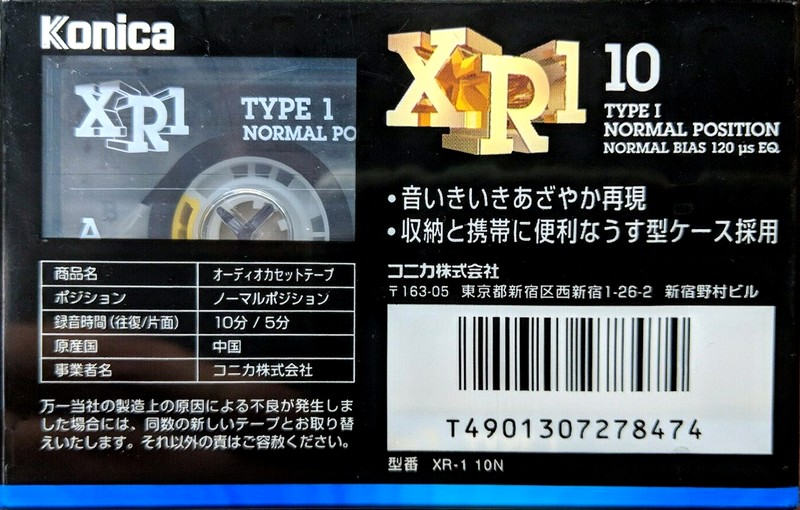 Konica
XR1
TYPE 1
NORMAL PO
A
商品名 オーディオカセットテープ
ポジション ノーマルポジション
録音時間(往復/片面) 10分/5分
原産国 中国
事業者名 コニカ株式会社
万一当社の製造上の原因による不良が発生しま
した場合には、同数の新しいテープとお取り替
えいたします。それ以外の責はご容赦ください。
XR1 10
TYPE I
NORMAL POSITION
NORMAL BIAS 120 μs EQ
•音いきいきあざやか再現
•収納と携帯に便利なうす型ケース採用
コニカ株式会社
〒163-05 東京都新宿区西新宿1-26-2 新宿野村ビル
T4901307278474
型番 XR-1 10N